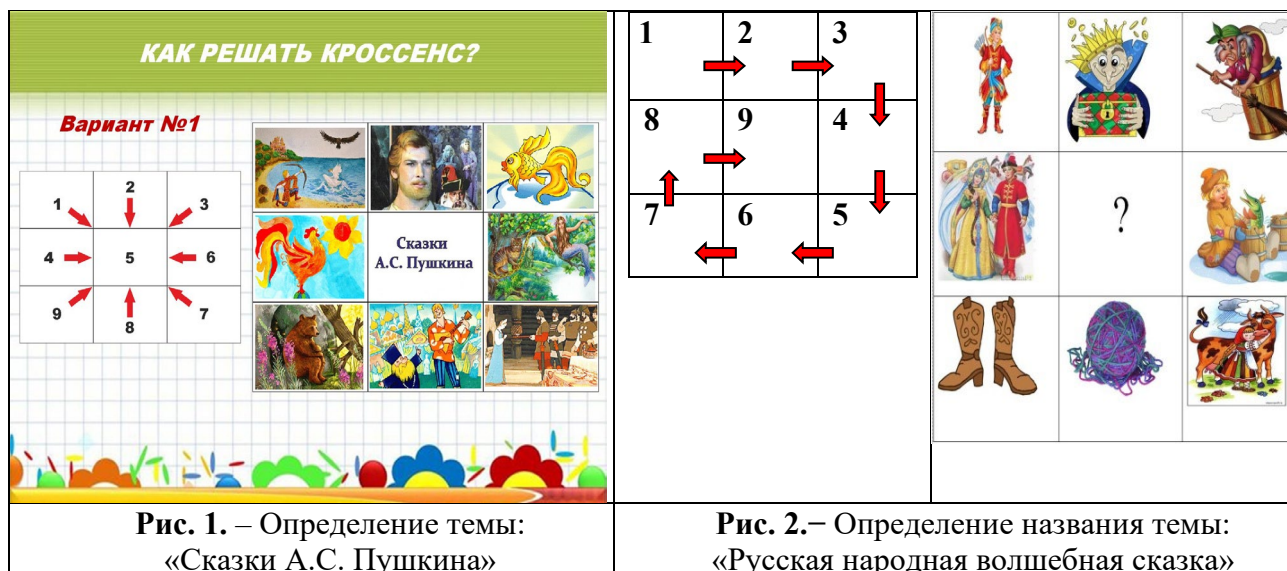 КАК РЕШАТЬ КРОССЕНС?
Вариант №1
1 2 3
4 5 6
9 8 7
Сказки
А.С. Пушкина
1 2 3
8 9 4
7 6 5
?
Рис. 1. – Определение темы:
«Сказки А.С. Пушкина»
Рис. 2.− Определение названия темы:
«Русская народная волшебная сказка»